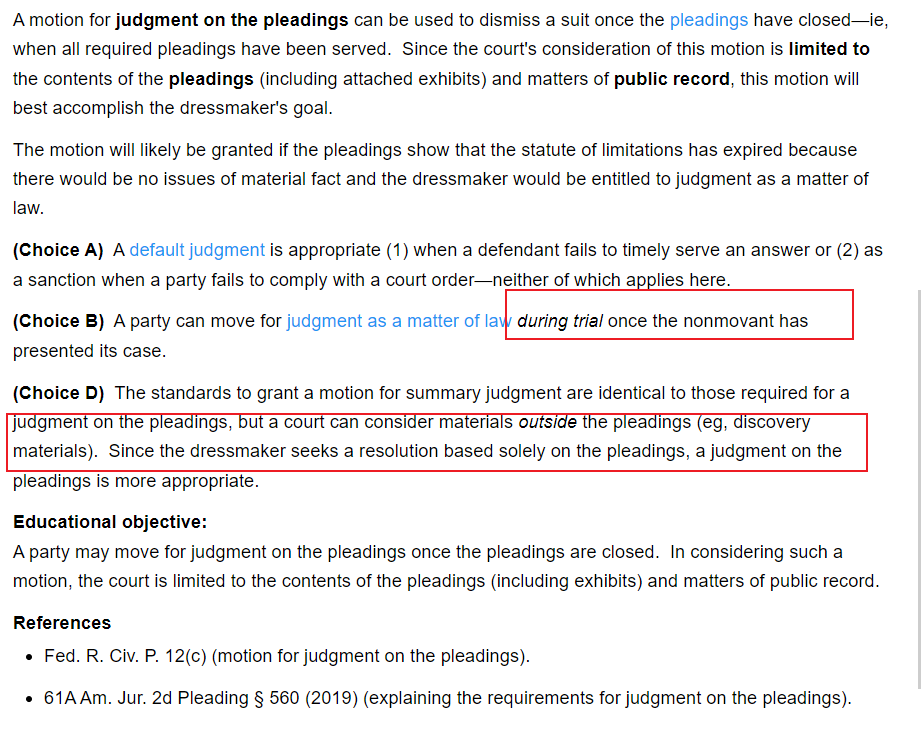 A motion for judgment on the pleadings can be used to dismiss a suit once the pleadings have closed—ie,
when all required pleadings have been served. Since the court's consideration of this motion is limited to
the contents of the pleadings (including attached exhibits) and matters of public record, this motion will
best accomplish the dressmaker's goal.
The motion will likely be granted if the pleadings show that the statute of limitations has expired because
there would be no issues of material fact and the dressmaker would be entitled to judgment as a matter of
law.
(Choice A) A default judgment is appropriate (1) when a defendant fails to timely serve an answer or (2) as
a sanction when a party fails to comply with a court order—neither of which applies here.
(Choice B) A party can move for judgment as a matter of law during trial once the nonmovant has
presented its case.
(Choice D) The standards to grant a motion for summary judgment are identical to those required for a
judgment on the pleadings, but a court can consider materials outside the pleadings (eg, discovery
materials). Since the dressmaker seeks a resolution based solely on the pleadings, a judgment on the
pleadings is more appropriate.
Educational objective:
A party may move for judgment on the pleadings once the pleadings are closed. In considering such a
motion, the court is limited to the contents of the pleadings (including exhibits) and matters of public record.
References
• Fed. R. Civ. P. 12(c) (motion for judgment on the pleadings).
• 61A Am. Jur. 2d Pleading § 560 (2019) (explaining the requirements for judgment on the pleadings).